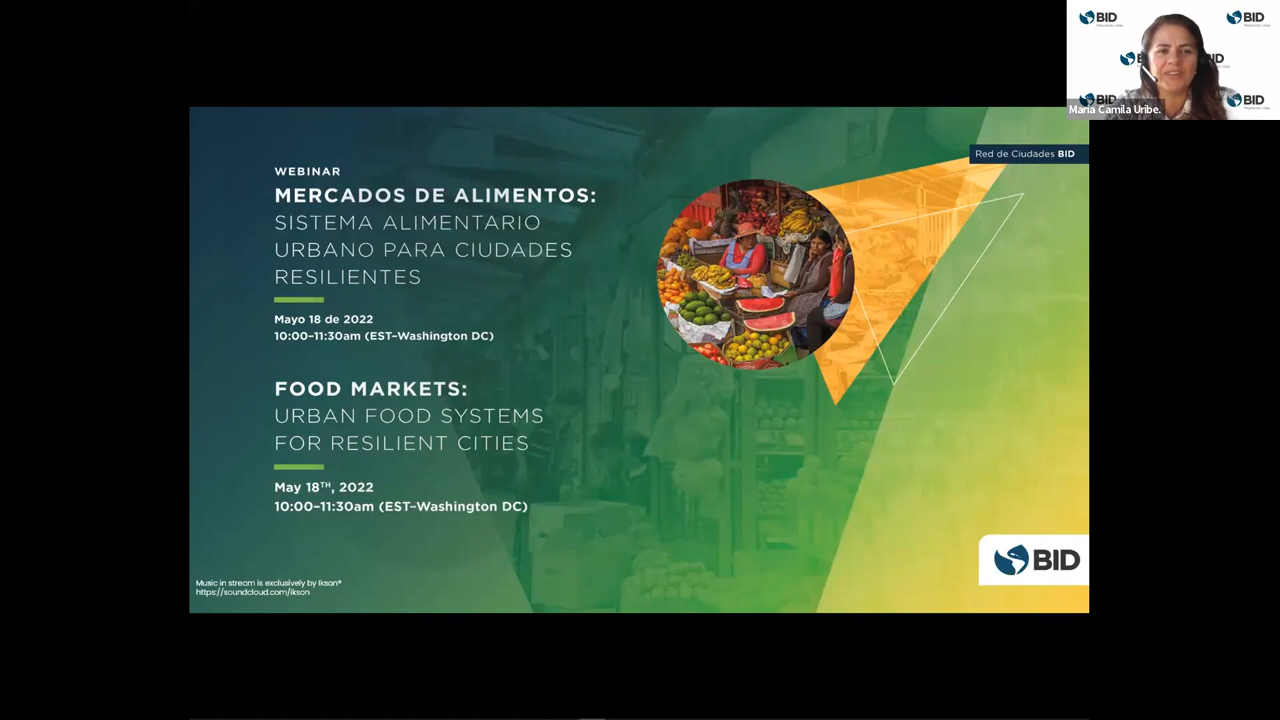 BID
BID
BID
BID
BID
María Camila Uribe.
Red de Ciudades BID
WEBINAR
MERCADOS DE ALIMENTOS:
SISTEMA ALIMENTARIO
URBANO PARA CIUDADES
RESILIENTES
Mayo 18 de 2022
10:00–11:30am (EST–Washington DC)
FOOD MARKETS:
URBAN FOOD SYSTEMS
FOR RESILIENT CITIES
May 18TH, 2022
10:00–11:30am (EST–Washington DC)
BID
Music in stream is exclusively by Ikson®
https://soundcloud.com/ikson